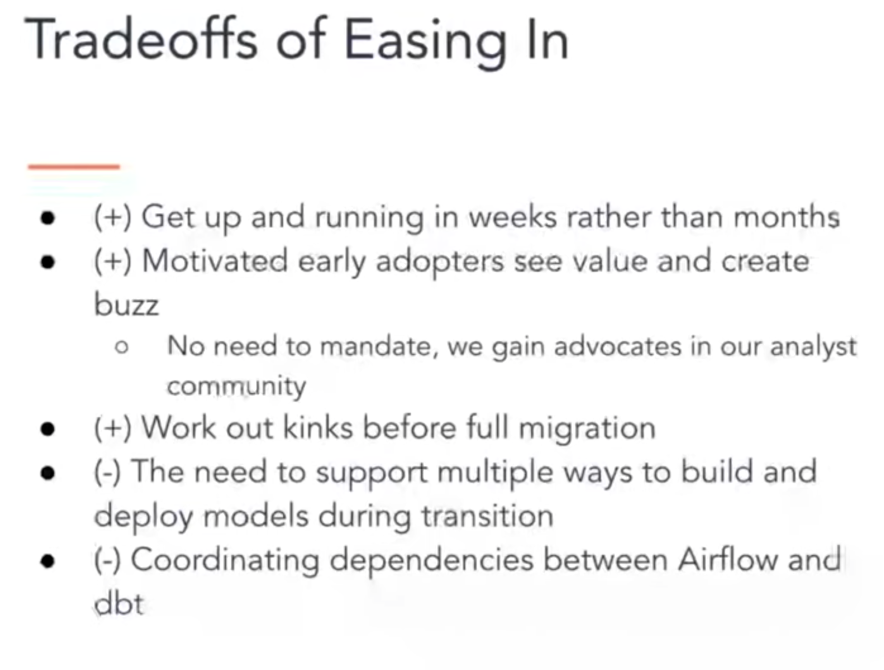 Tradeoffs of Easing In
● (+) Get up and running in weeks rather than months
● (+) Motivated early adopters see value and create
buzz
○ No need to mandate, we gain advocates in our analyst
community
● (+) Work out kinks before full migration
● (-) The need to support multiple ways to build and
deploy models during transition
● (-) Coordinating dependencies between Airflow and
dbt